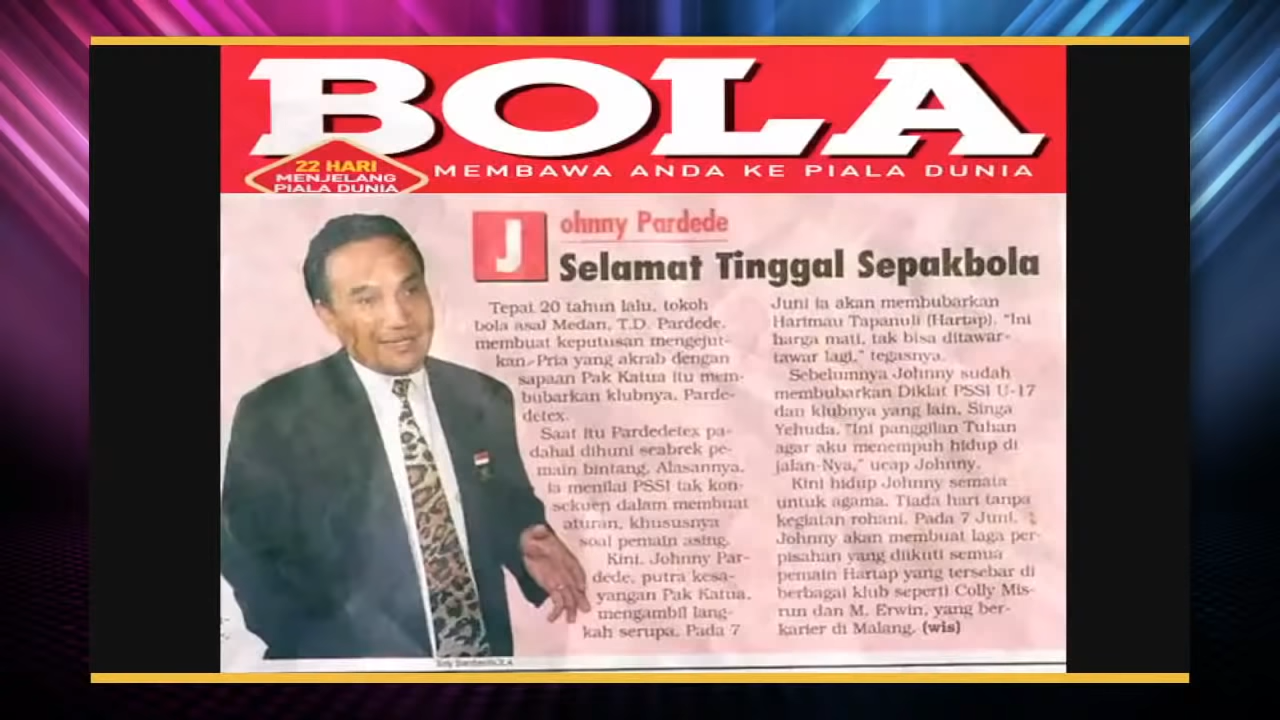 BOLA
22 HARI
MENJELANG
PIALA DUNIA
MEMBAWA ANDA KE PIALA DUNIA
Johnny Pardede
Selamat Tinggal Sepakbola
Tepat 20 tahun lalu, tokoh
bola asal Medan, T.D. Pardede,
membuat keputusan mengejut-
kan. Pria yang akrab dengan
sapaan Pak Katua itu mem-
bubarkan klubnya, Parde-
detex.
Saat itu Pardedetex pa-
dahal dihuni seabrek pe-
main bintang. Alasannya,
ia menilai PSSI tak kon-
sekuen dalam membuat
aturan, khususnya
soal pemain asing.
Kini, Johnny Par-
dede, putra kesa-
yangan Pak Katua,
mengambil lang-
kah serupa. Pada 7
Juni ia akan membubarkan
Harimau Tapanuli (Hartap). "Ini
harga mati, tak bisa ditawar-
tawar lagi," tegasnya.
Sebelumnya Johnny sudah
membubarkan Diklat PSSI U-17
dan klubnya yang lain, Singa
Yehuda. "Ini panggilan Tuhan
agar aku menempuh hidup di
jalan-Nya," ucap Johnny.
Kini hidup Johnny semata
untuk agama. Tiada hari tanpa
kegiatan rohani. Pada 7 Juni,
Johnny akan membuat laga per-
pisahan yang diikuti semua
pemain Hartap yang tersebar di
berbagai klub seperti Colly Mis-
run dan M. Erwin, yang ber-
karier di Malang. (wis)